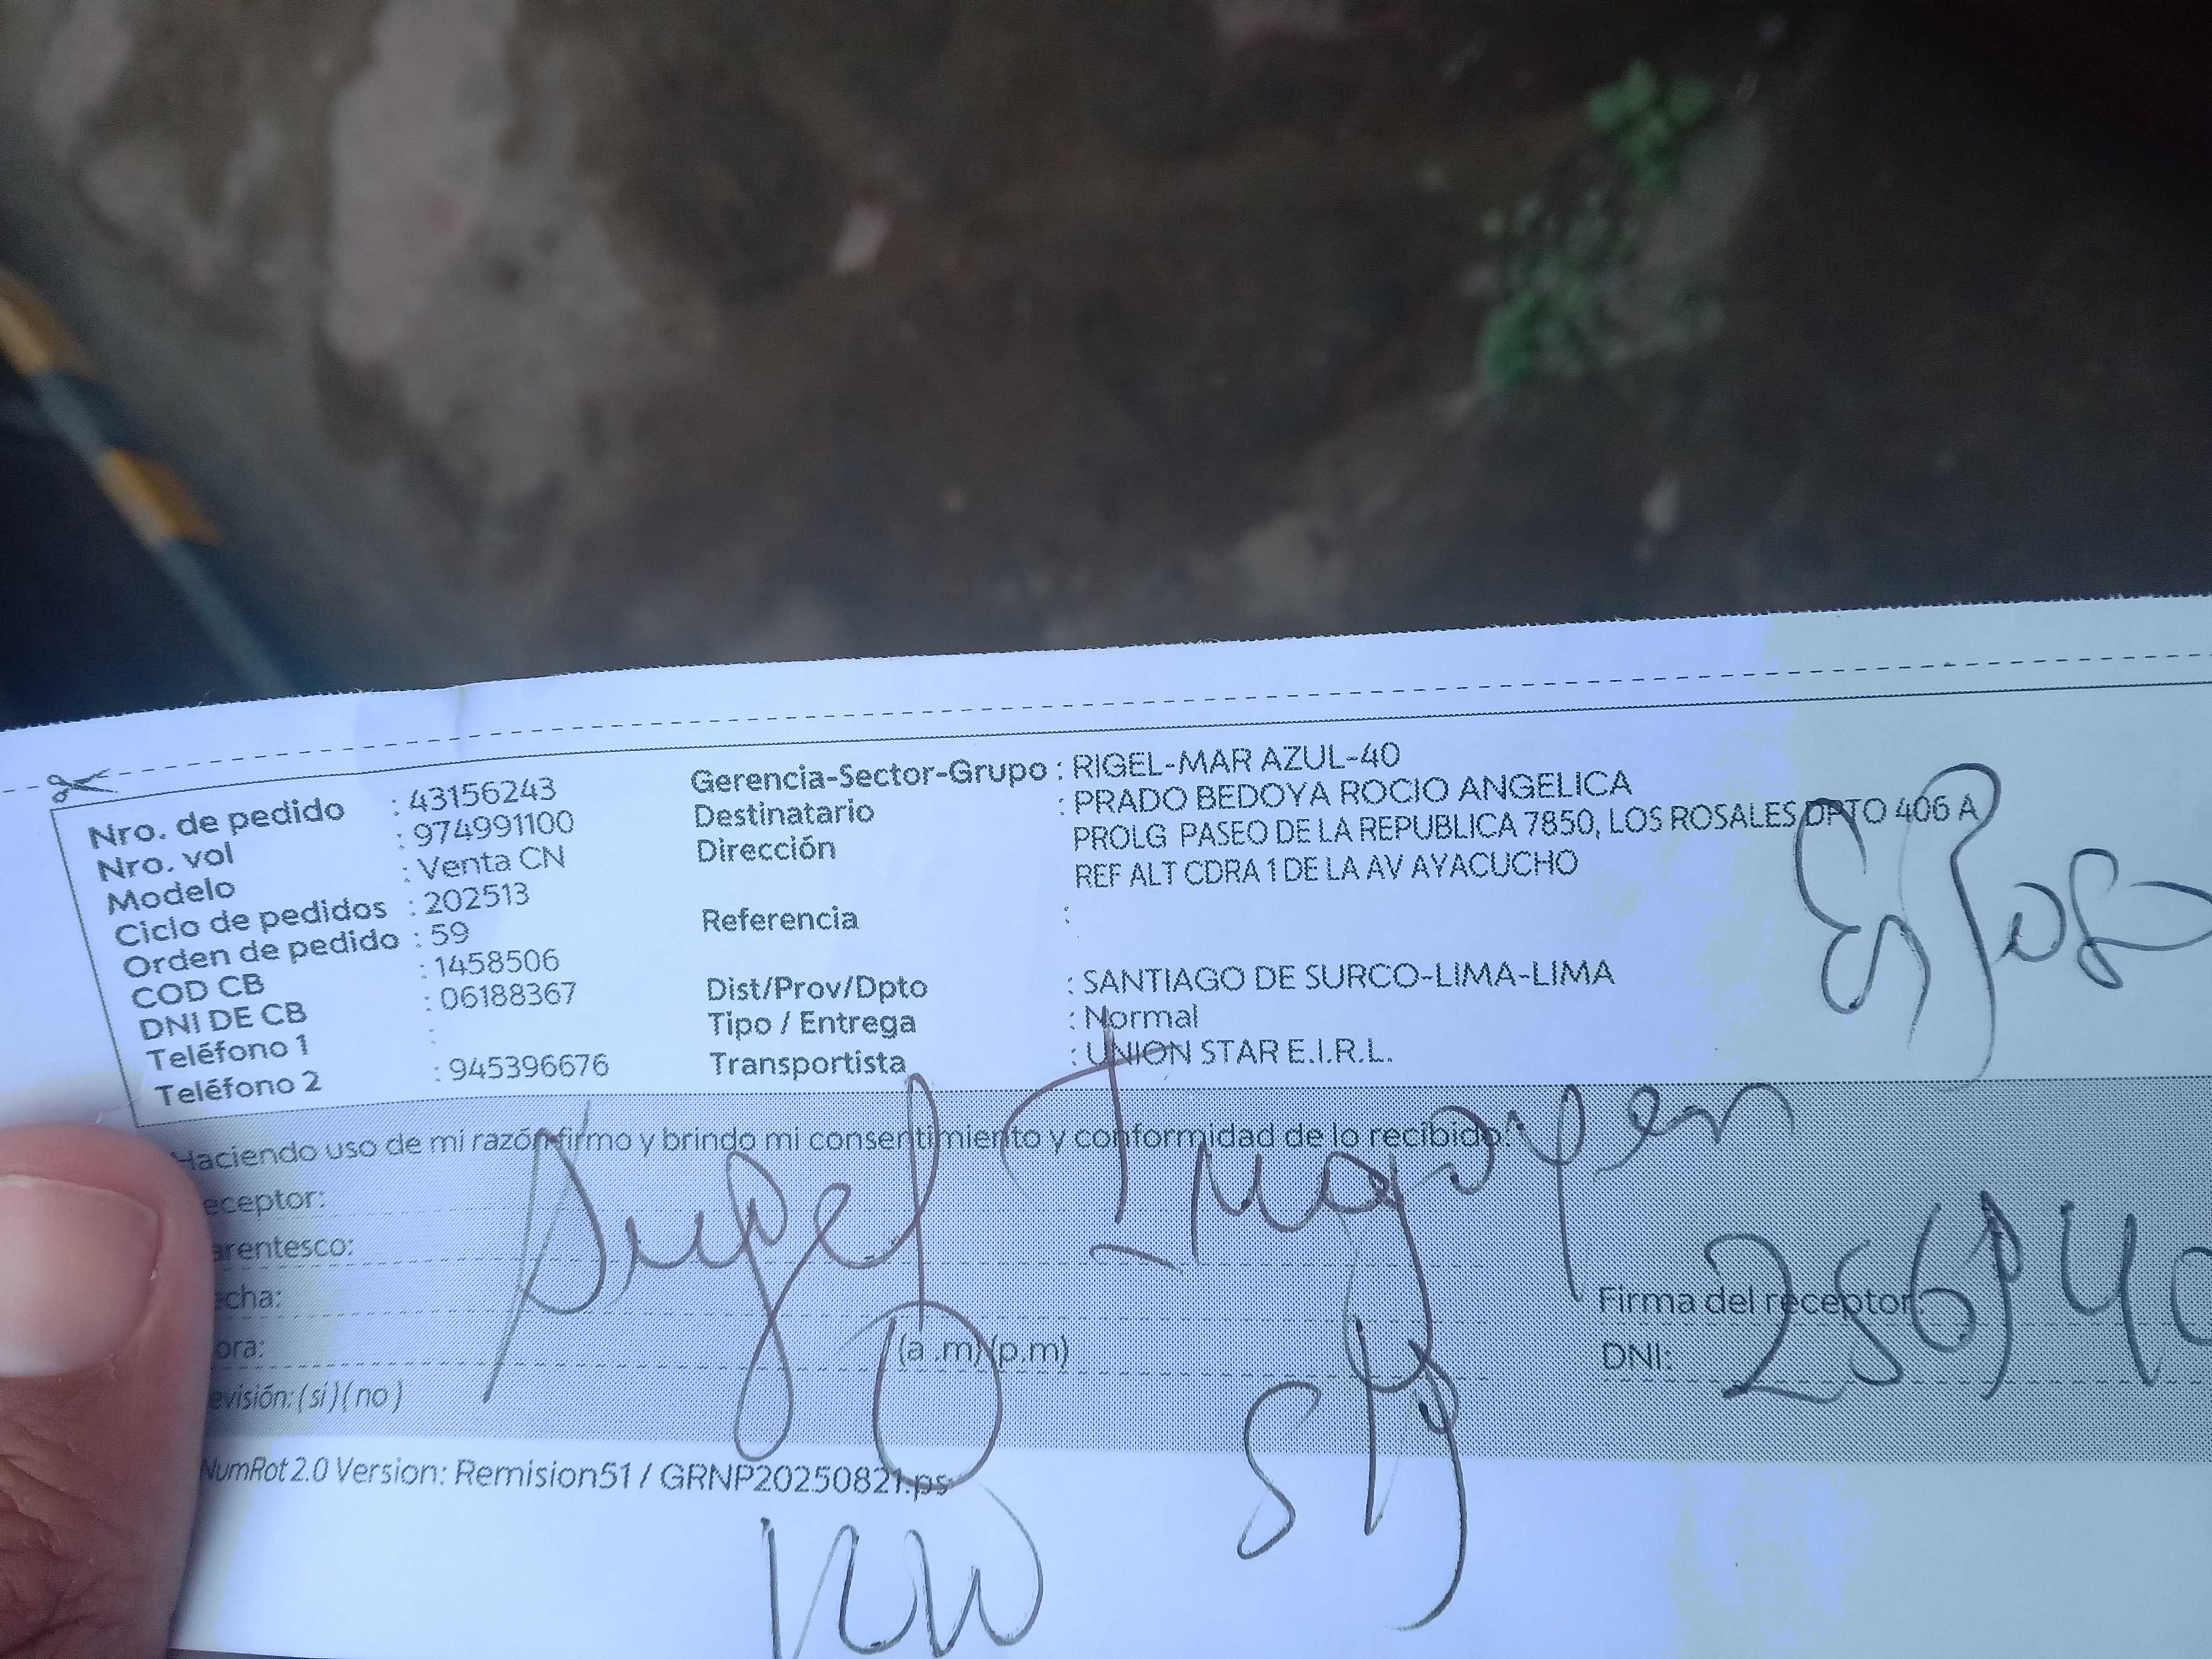 Nro. de pedido : 43156243
Nro. vol : 974991100
Modelo : Venta CN
Ciclo de pedidos : 202513
Orden de pedido : 59
COD CB : 1458506
DNI DE CB : 06188367
Teléfono 1 :
Teléfono 2 : 945396676
Gerencia-Sector-Grupo : RIGEL-MAR AZUL-40
Destinatario : PRADO BEDOYA ROCIO ANGELICA
Dirección PROLG PASEO DE LA REPUBLICA 7850, LOS ROSALES DPTO 406 A
REF ALT CDRA 1 DE LA AV AYACUCHO
Referencia :
Dist/Prov/Dpto : SANTIAGO DE SURCO-LIMA-LIMA
Tipo / Entrega : Normal
Transportista : UNION STAR E.I.R.L.
Esposo
Haciendo uso de mi razón firmo y brindo mi consentimiento y conformidad de lo recibido:
eceptor:
arentesco:
echa:
ora: (a .m) (p.m)
evisión: (si) (no)
Angel
Firma del receptor:
DNI:
NumRot 2.0 Version: Remision51 / GRNP20250821.ps